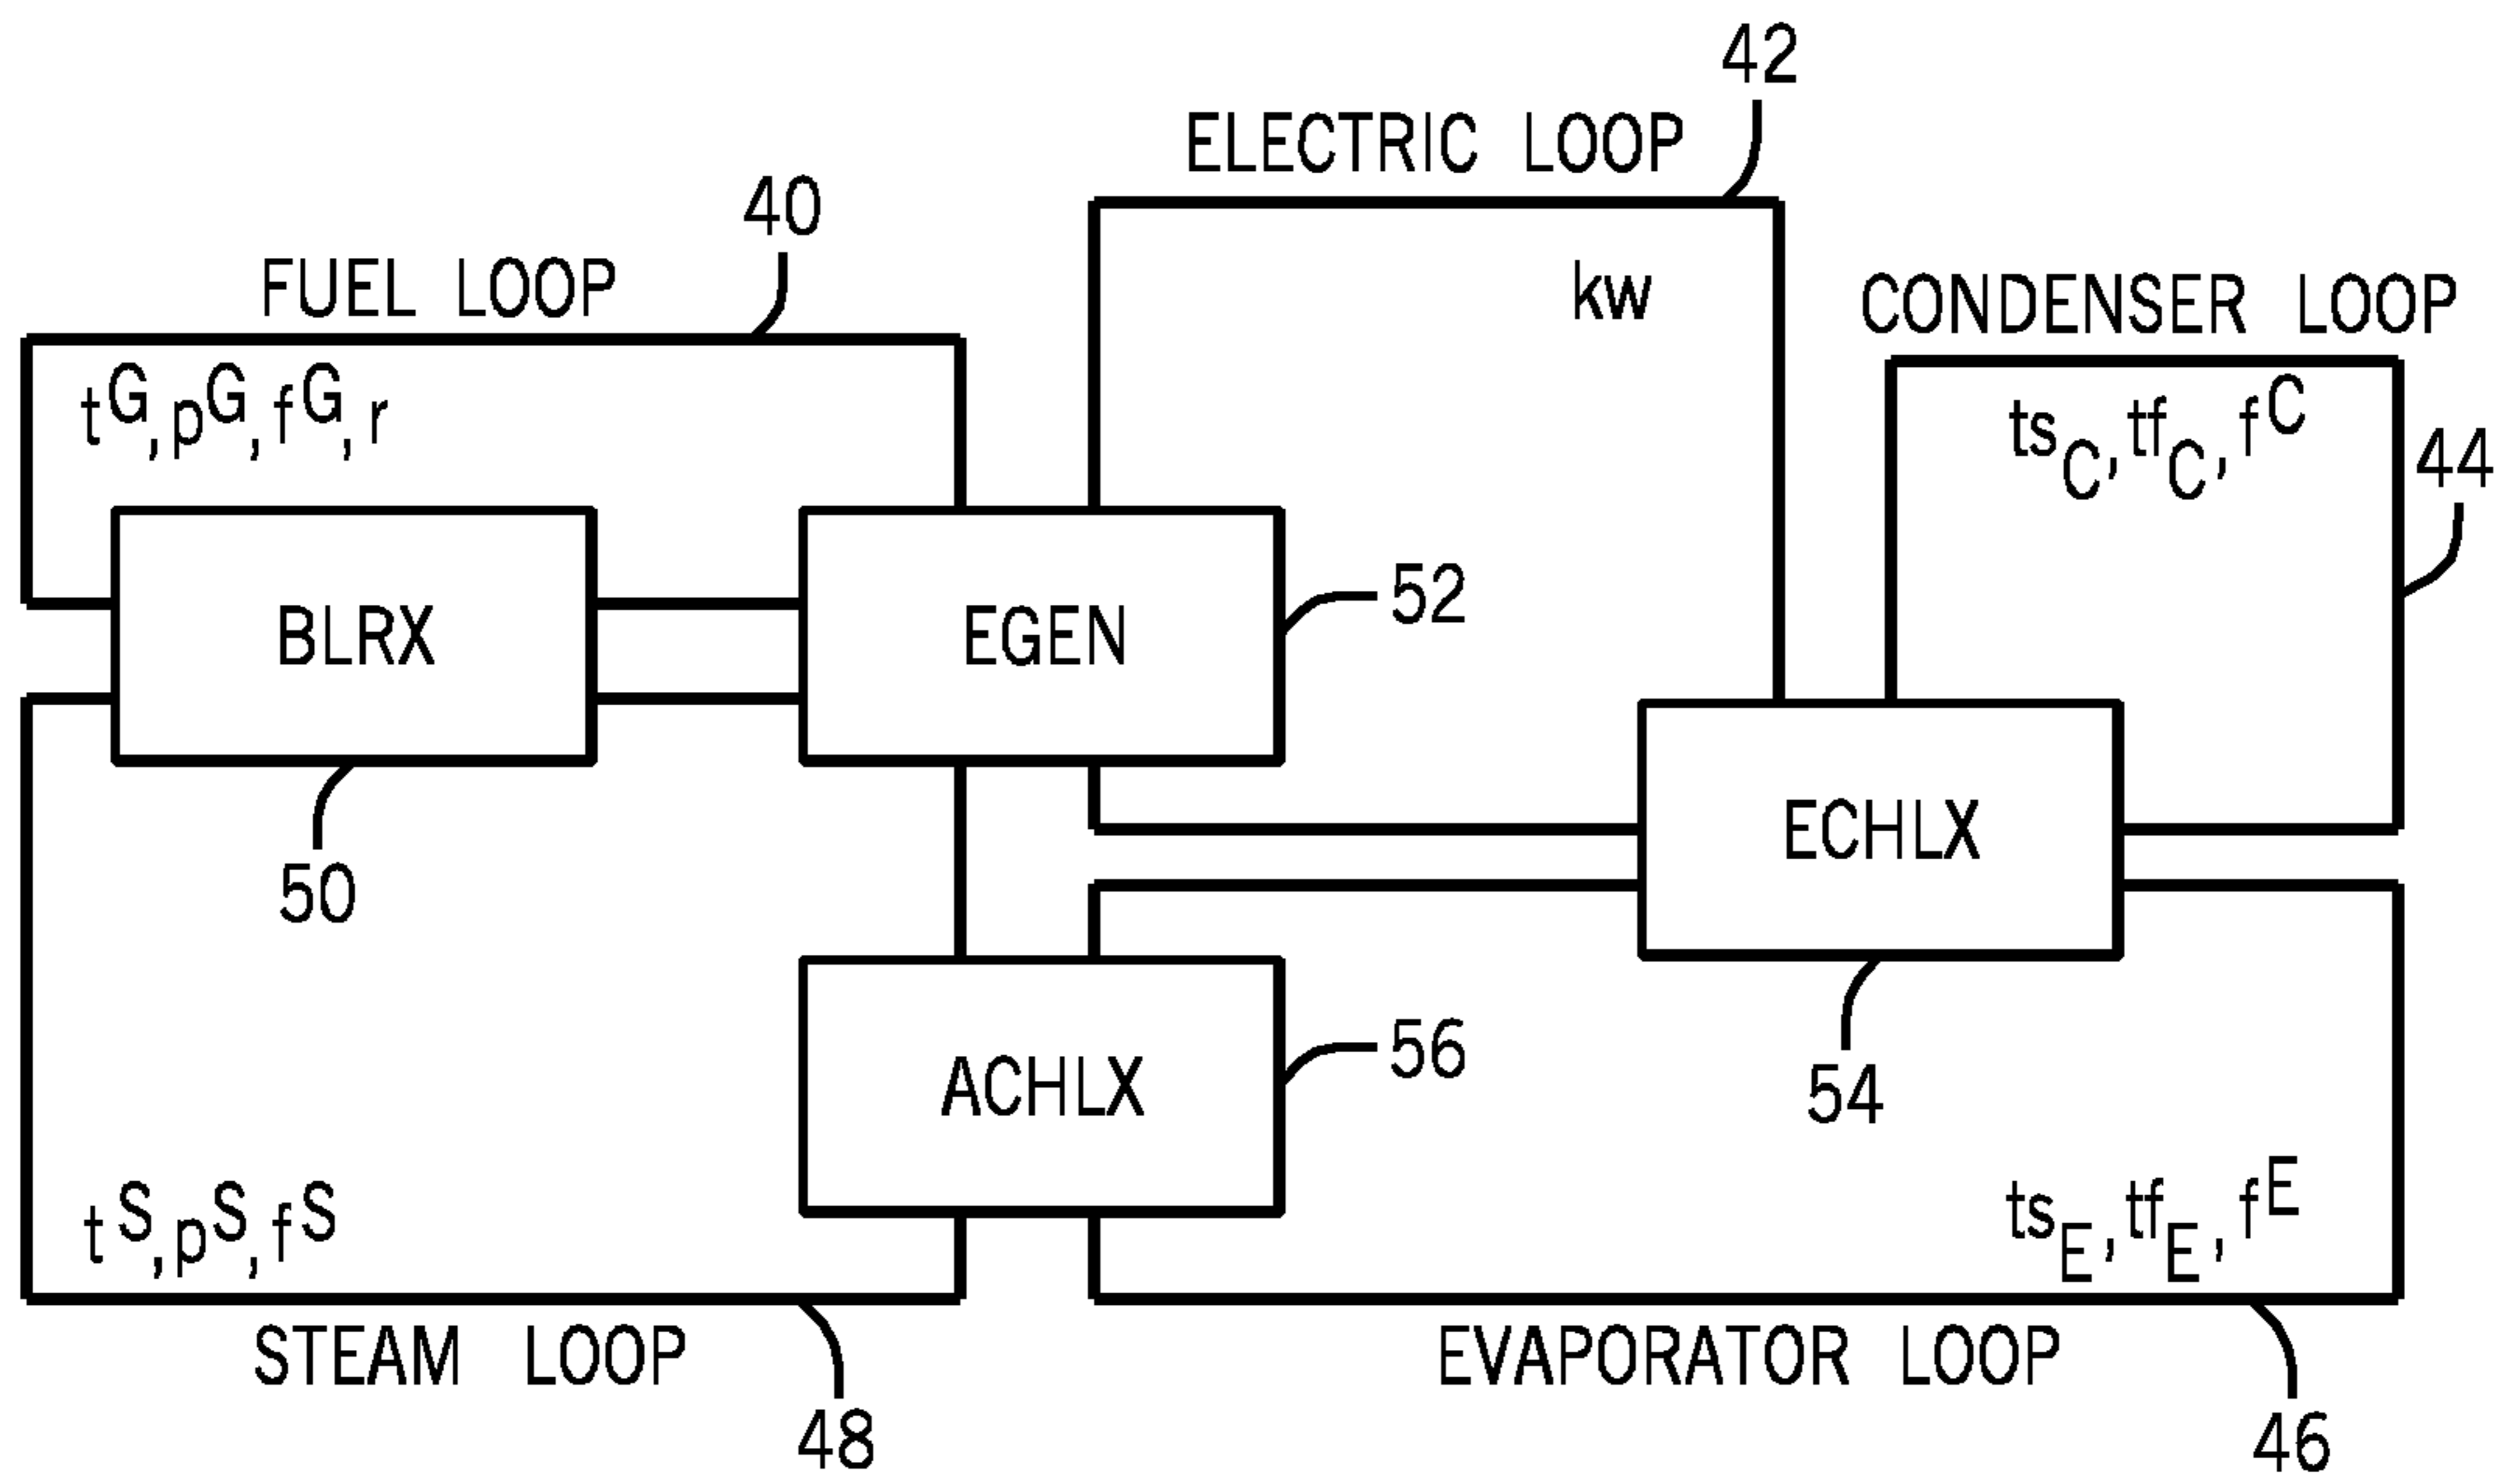 42
ELECTRIC LOOP
40
FUEL LOOP
kw
CONDENSER LOOP
tG,pG,fG,r
tsC,tfC,fC
44
BLRX
EGEN
52
ECHLX
50
ACHLX
56
54
tS,pS,fS
tsE,tfE,fE
STEAM LOOP
EVAPORATOR LOOP
48
46